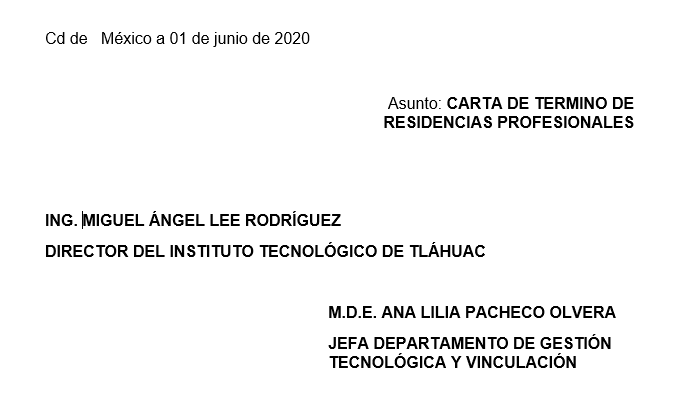 Cd de México a 01 de junio de 2020
Asunto: CARTA DE TERMINO DE
RESIDENCIAS PROFESIONALES
ING. MIGUEL ÁNGEL LEE RODRÍGUEZ
DIRECTOR DEL INSTITUTO TECNOLÓGICO DE TLÁHUAC
M.D.E. ANA LILIA PACHECO OLVERA
JEFA DEPARTAMENTO DE GESTIÓN
TECNOLÓGICA Y VINCULACIÓN